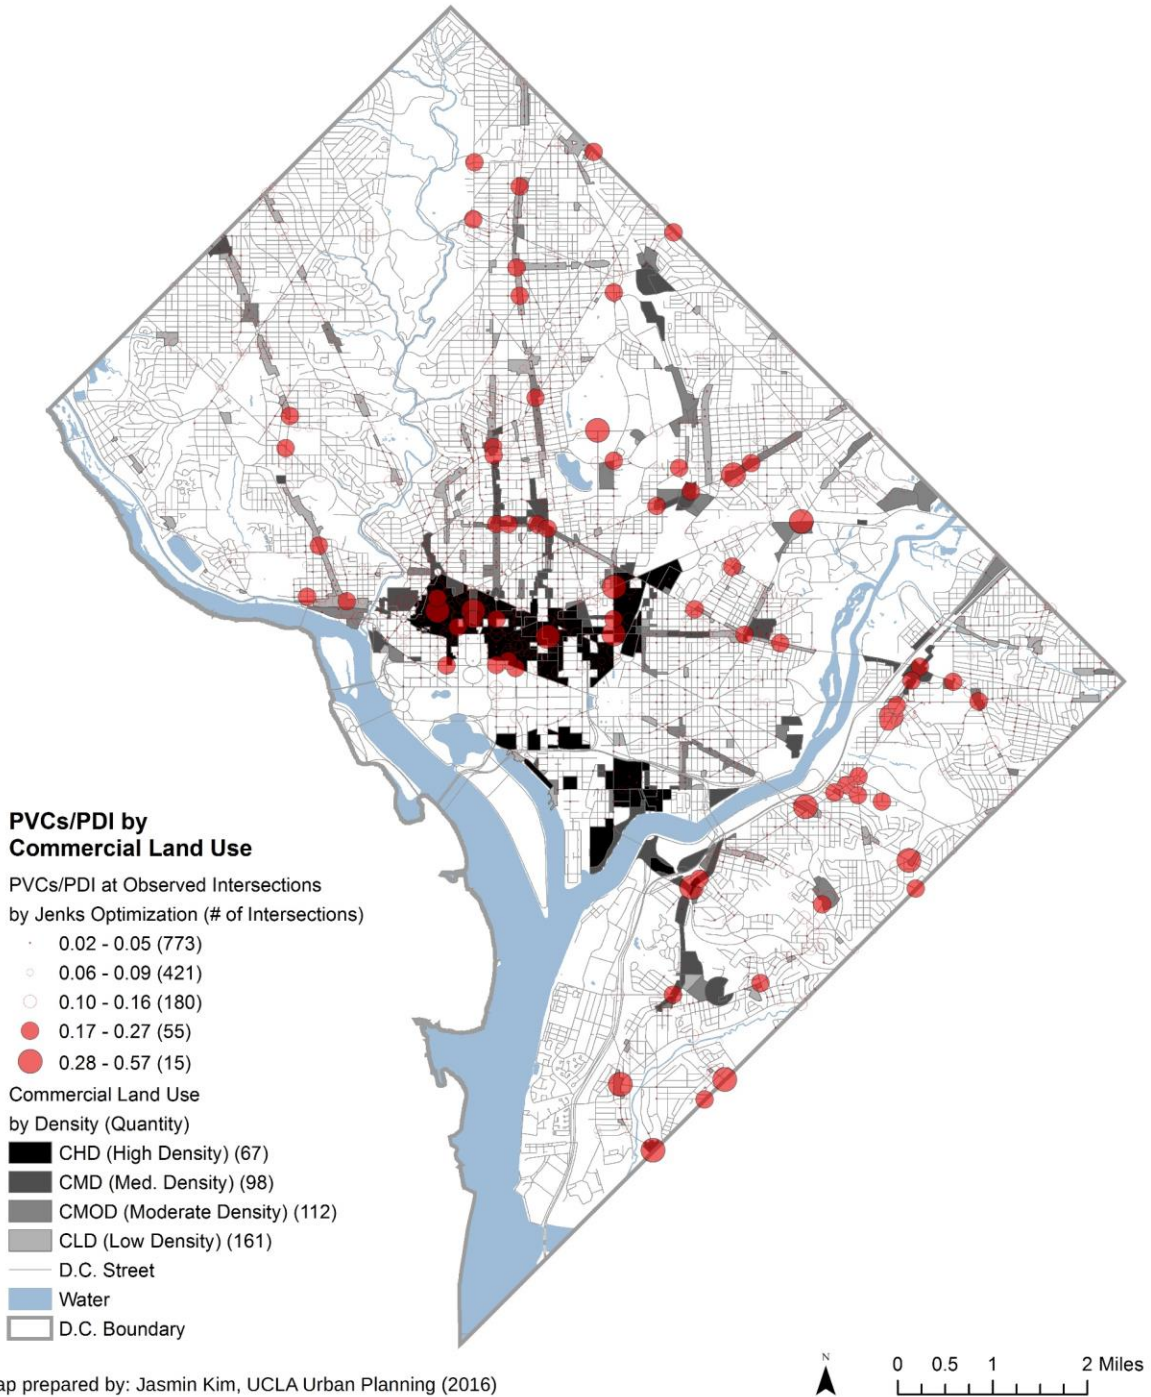 PVCs/PDI by
Commercial Land Use
PVCs/PDI at Observed Intersections
by Jenks Optimization (# of Intersections)
0.02 - 0.05 (773)
0.06 - 0.09 (421)
0.10 - 0.16 (180)
0.17 - 0.27 (55)
0.28 - 0.57 (15)
Commercial Land Use
by Density (Quantity)
CHD (High Density) (67)
CMD (Med. Density) (98)
CMOD (Moderate Density) (112)
CLD (Low Density) (161)
D.C. Street
Water
D.C. Boundary
ap prepared by: Jasmin Kim, UCLA Urban Planning (2016)
N
0 0.5 1 2 Miles